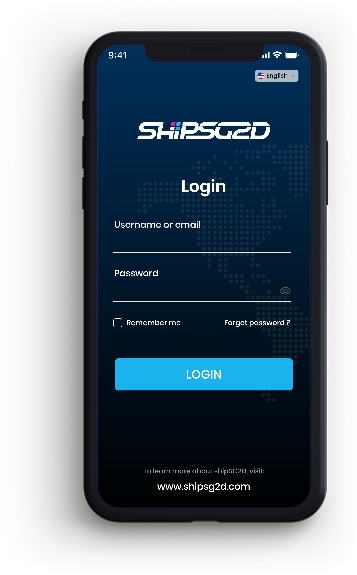 9:41
English
SHIPSG2D
Login
Username or email
Password
Remember me
Forgot password ?
LOGIN
To learn more about shipSG2D, visit:
www.shipsg2d.com